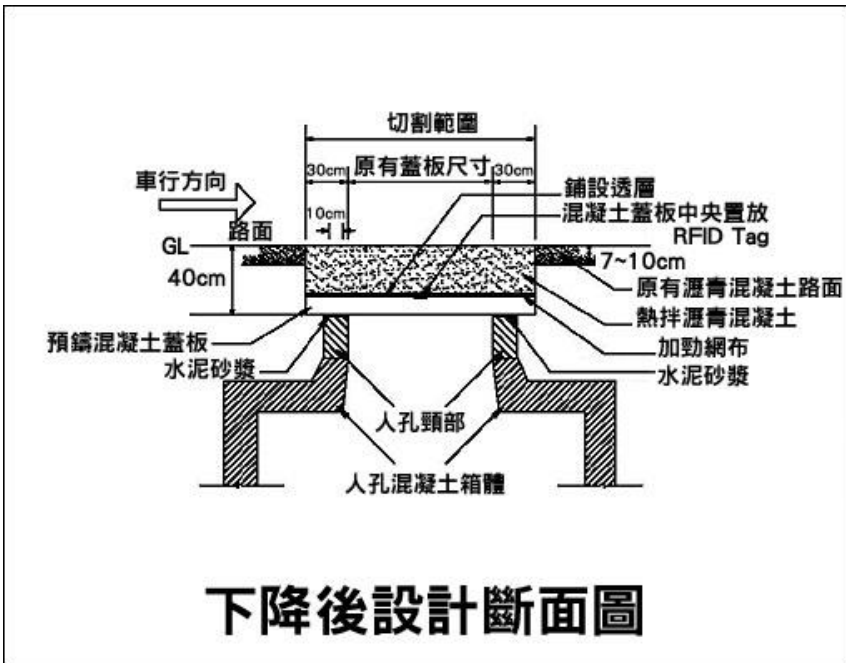 切割範圍
30cm
原有蓋板尺寸
30cm
車行方向
鋪設透層
混凝土蓋板中央置放
RFID Tag
10cm
路面
GL
7~10cm
40cm
原有瀝青混凝土路面
熱拌瀝青混凝土
預鑄混凝土蓋板
加勁網布
水泥砂漿
水泥砂漿
人孔頸部
人孔混凝土箱體
下降後設計斷面圖